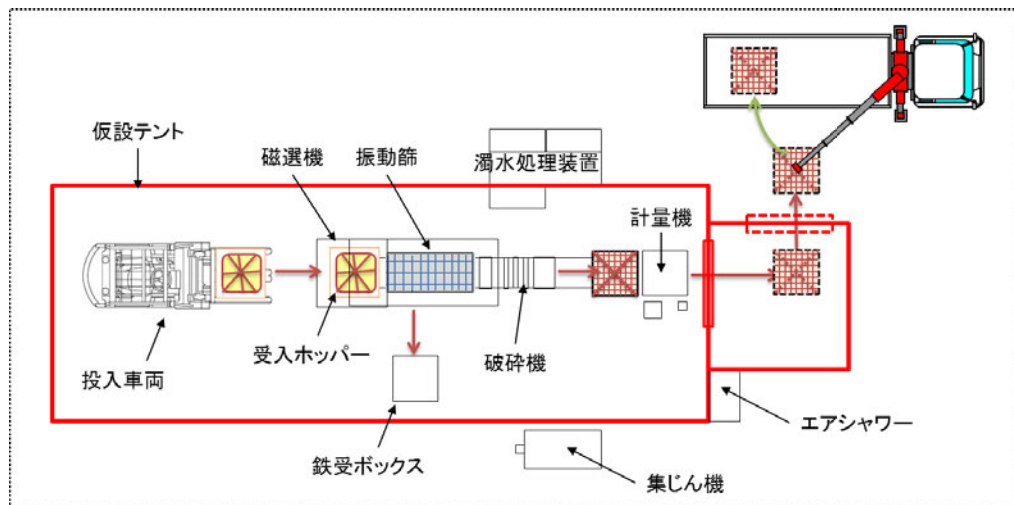 仮設テント
磁選機
振動篩
濁水処理装置
計量機
投入車両
受入ホッパー
破砕機
鉄受ボックス
エアシャワー
集じん機